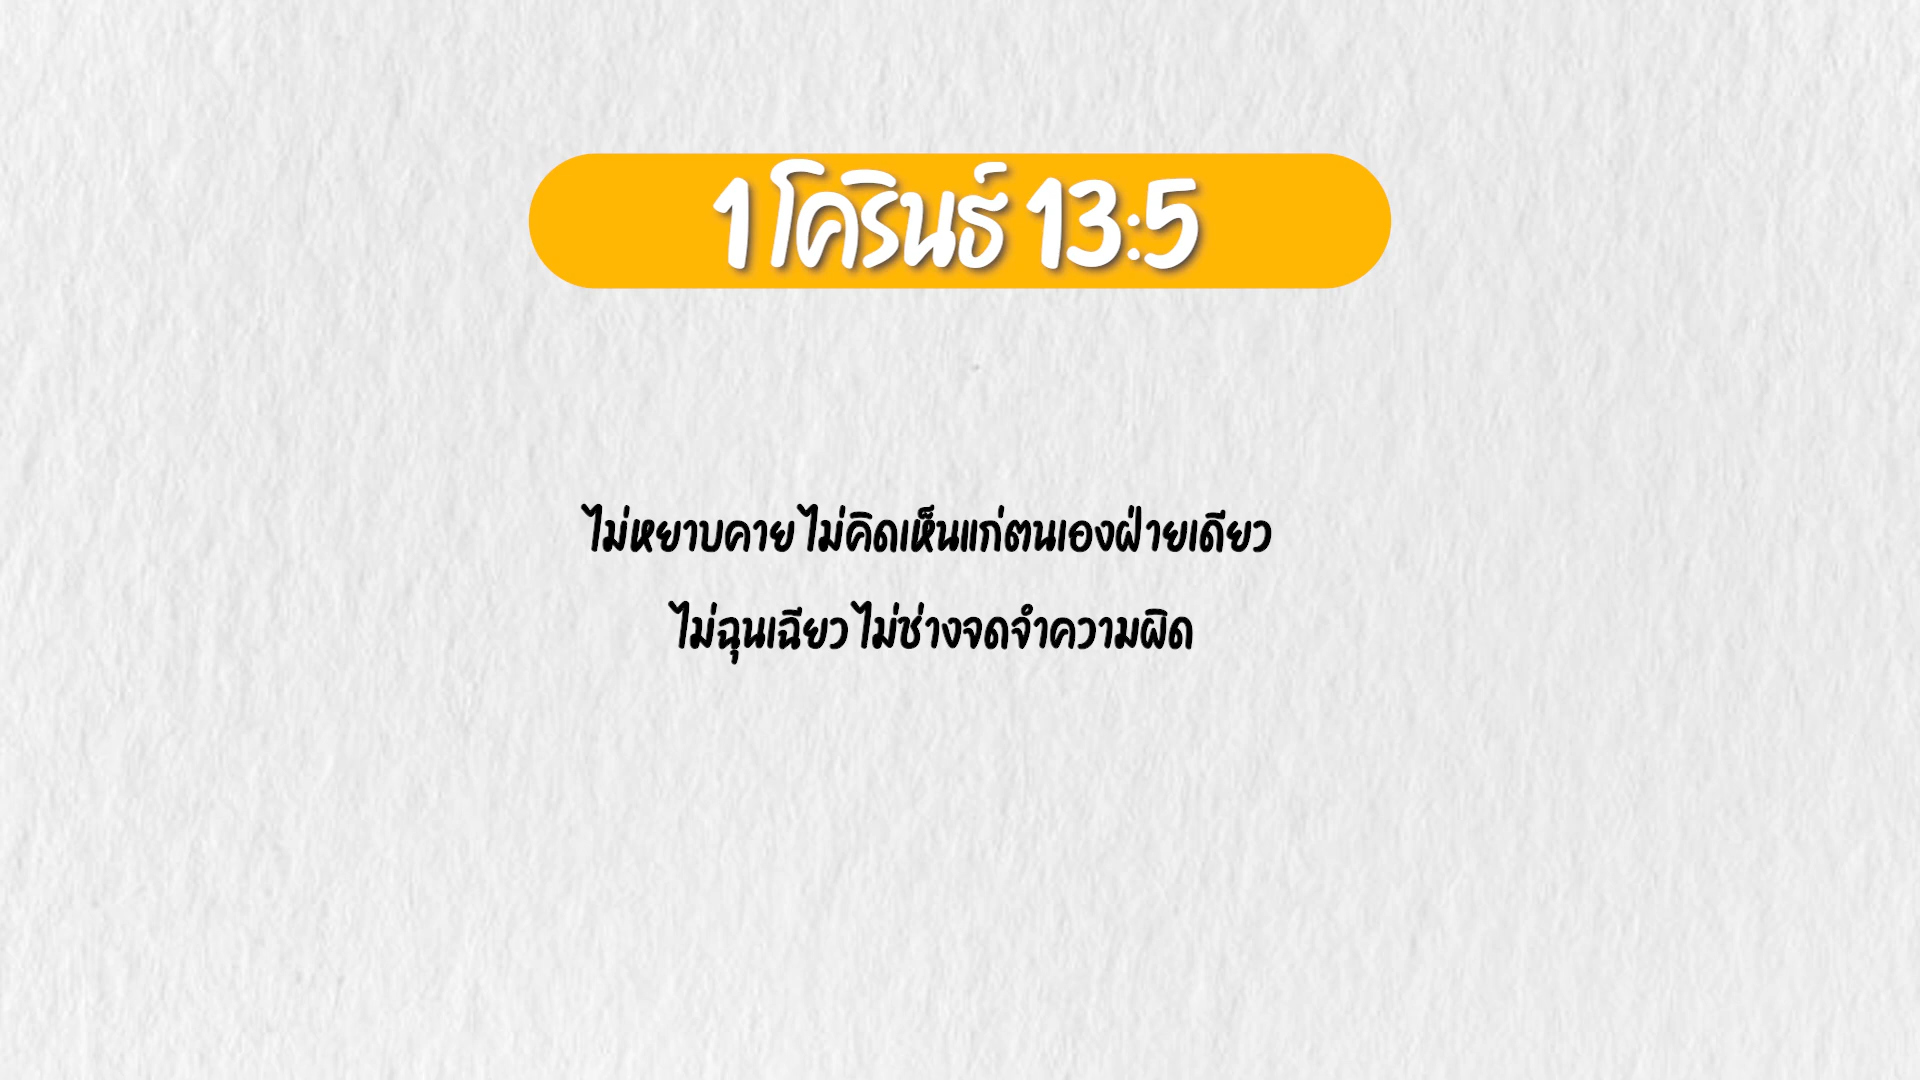 1 โครินธ์ 13:5
ไม่หยาบคาย ไม่คิดเห็นแก่ตนเองฝ่ายเดียว
ไม่ฉุนเฉียว ไม่ช่างจดจำความผิด